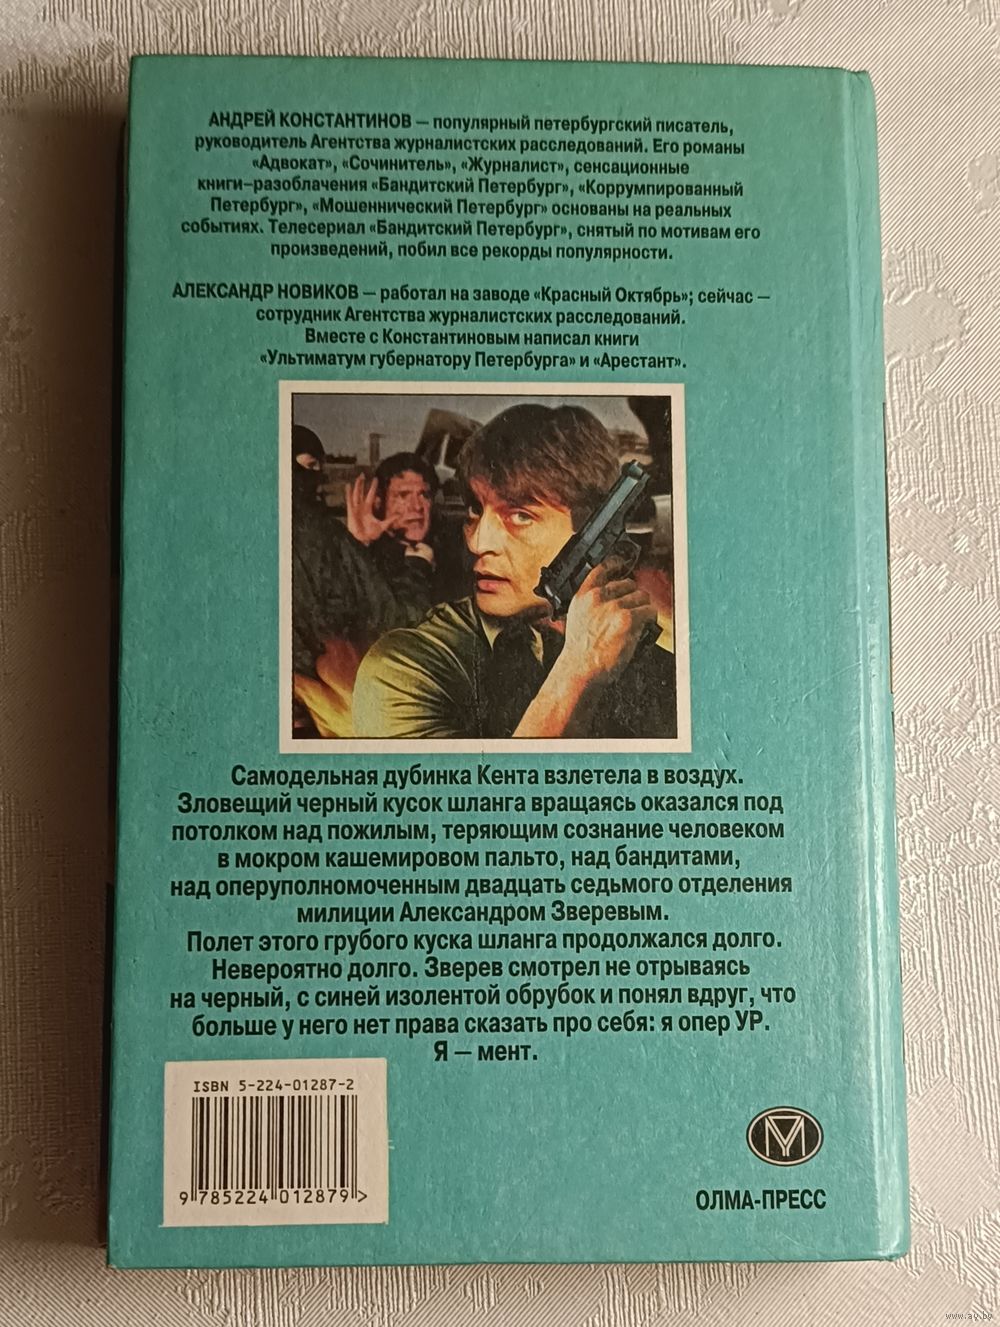 АНДРЕЙ КОНСТАНТИНОВ — популярный петербургский писатель,
руководитель Агентства журналистских расследований. Его романы
«Адвокат», «Сочинитель», «Журналист», сенсационные
книги-разоблачения «Бандитский Петербург», «Коррумпированный
Петербург», «Мошеннический Петербург» основаны на реальных
событиях. Телесериал «Бандитский Петербург», снятый по мотивам его
произведений, побил все рекорды популярности.
АЛЕКСАНДР НОВИКОВ — работал на заводе «Красный Октябрь»; сейчас —
сотрудник Агентства журналистских расследований.
Вместе с Константиновым написал книги
«Ультиматум губернатору Петербурга» и «Арестант».
Самодельная дубинка Кента взлетела в воздух.
Зловещий черный кусок шланга вращаясь оказался под
потолком над пожилым, теряющим сознание человеком
в мокром кашемировом пальто, над бандитами,
над оперуполномоченным двадцать седьмого отделения
милиции Александром Зверевым.
Полет этого грубого куска шланга продолжался долго.
Невероятно долго. Зверев смотрел не отрываясь
на черный, с синей изолентой обрубок и понял вдруг, что
больше у него нет права сказать про себя: я опер УР.
Я — мент.
ISBN 5-224-01287-2
9 785224 012879 >
ОЛМА-ПРЕСС
www.ay.by